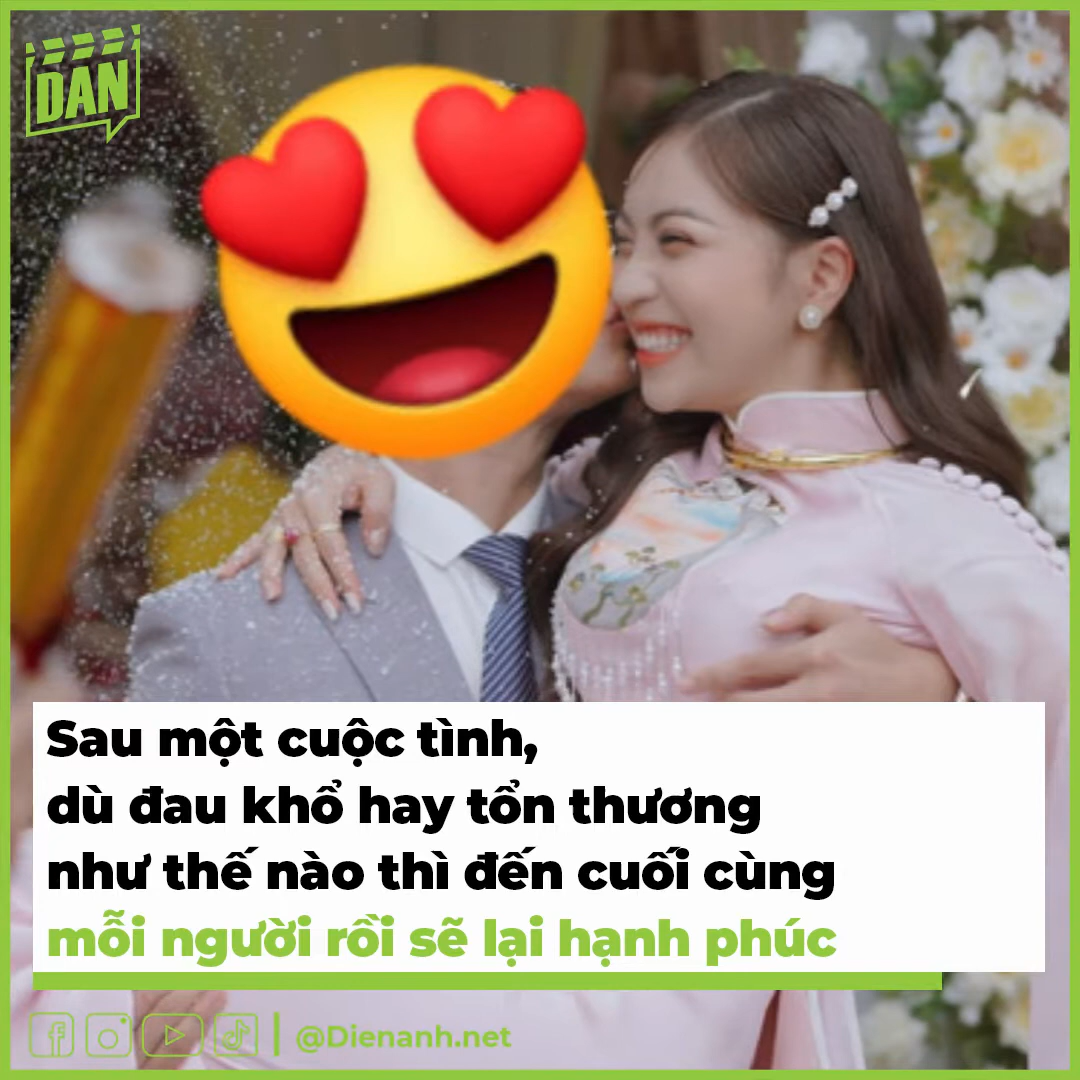 DAN
Sau một cuộc tình,
dù đau khổ hay tổn thương
như thế nào thì đến cuối cùng
mỗi người rồi sẽ lại hạnh phúc
@Dienanh.net